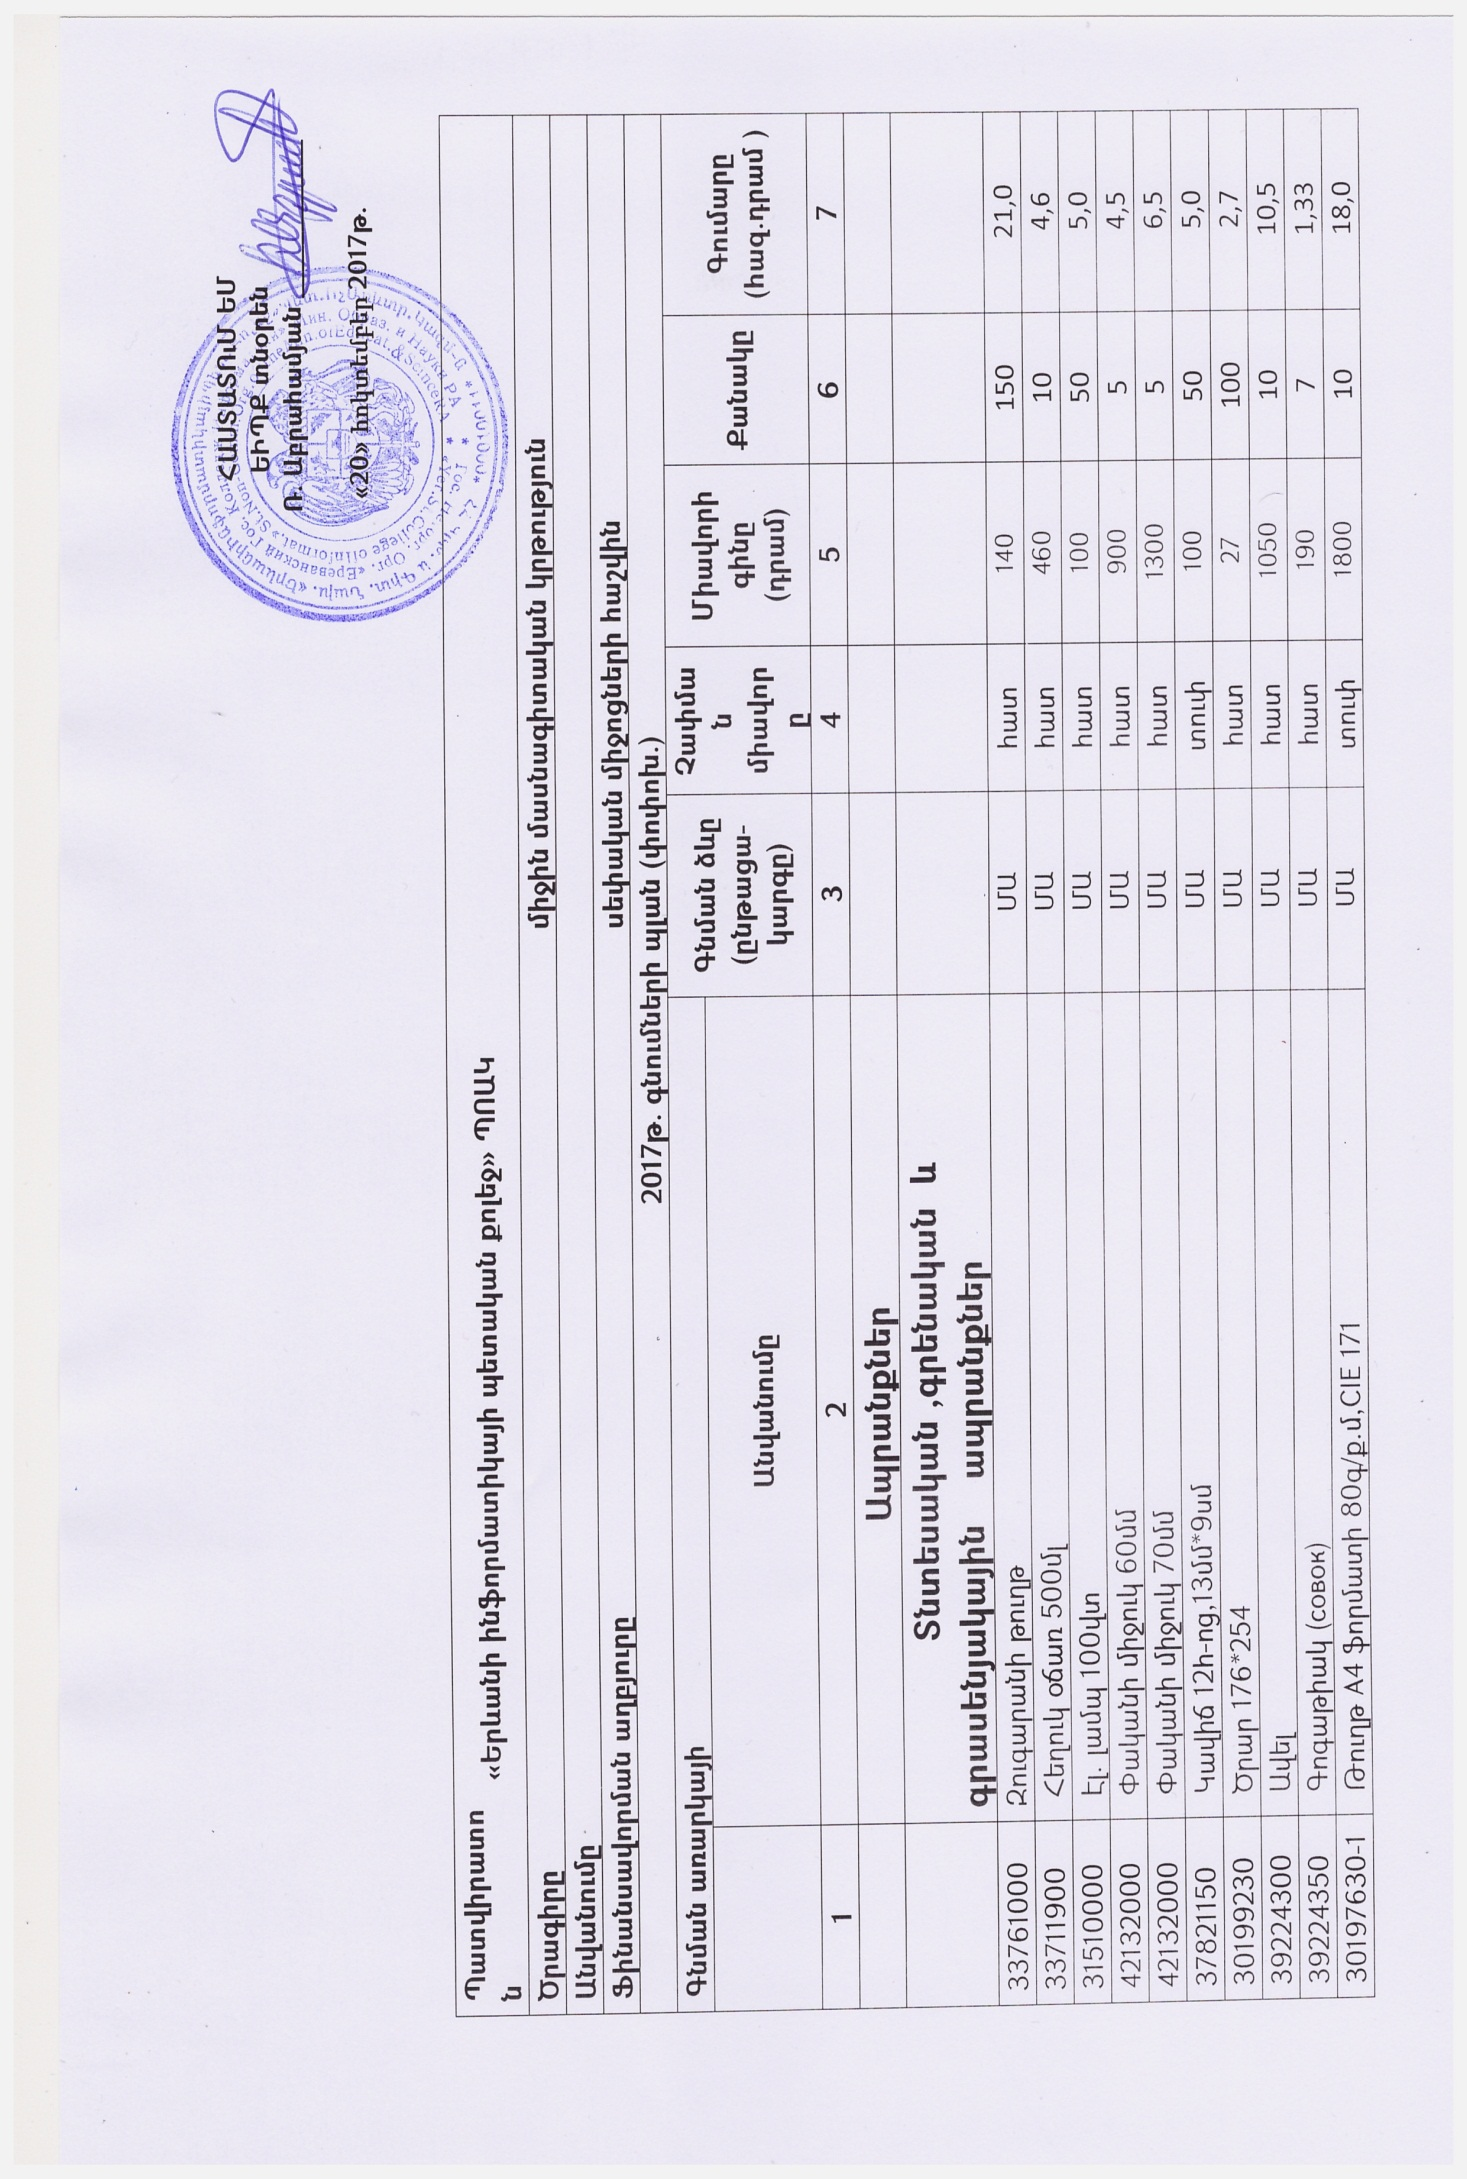 ՀԱՍՏԱՏՈՒՄ ԵՄ
ԵԻՊՔ տնօրեն
Ռ. Աբրահամյան
«20» հոկտեմբեր 2017թ.
Պատվիրատու «Երևանի ինֆորմատիկայի պետական քոլեջ» ՊՈԱԿ
ն
Ծրագիրը միջին մասնագիտական կրթություն
Անվանումը
Ֆինանսավորման աղբյուրը սեփական միջոցների հաշվին
2017թ. գնումների պլան (փոփոխ.)
Գնման առարկայի
Անվանումը
Գնման ձևը
(ընթացա-
կարգը)
Չափմա
ն
միավոր
ը
Միավորի
գինը
(դրամ)
Քանակը
Գումարը
(հազ.դրամ )
1 2 3 4 5 6 7
Ապրանքներ
Տնտեսական ,գրենական և
գրասենյակային ապրանքներ
33761000 Զուգարանի թուղթ ՄԱ հատ 140 150 21,0
33711900 Հեղուկ օճառ 500մլ ՄԱ հատ 460 10 4,6
31510000 Էլ. լամպ 100վտ ՄԱ հատ 100 50 5,0
42132000 Փականի միջուկ 60մմ ՄԱ հատ 900 5 4,5
42132000 Փականի միջուկ 70մմ ՄԱ հատ 1300 5 6,5
37821150 Կավիճ 12հ-ոց,13մմ*9սմ ՄԱ տուփ 100 50 5,0
30199230 Ծրար 176*254 ՄԱ հատ 27 100 2,7
39224300 Ավել ՄԱ հատ 1050 10 10,5
39224350 Գոգաթիակ (совок) ՄԱ հատ 190 7 1,33
30197630-1 Թուղթ A4 ֆորմատի 80գ/ք.մ,CIE 171 ՄԱ տուփ 1800 10 18,0